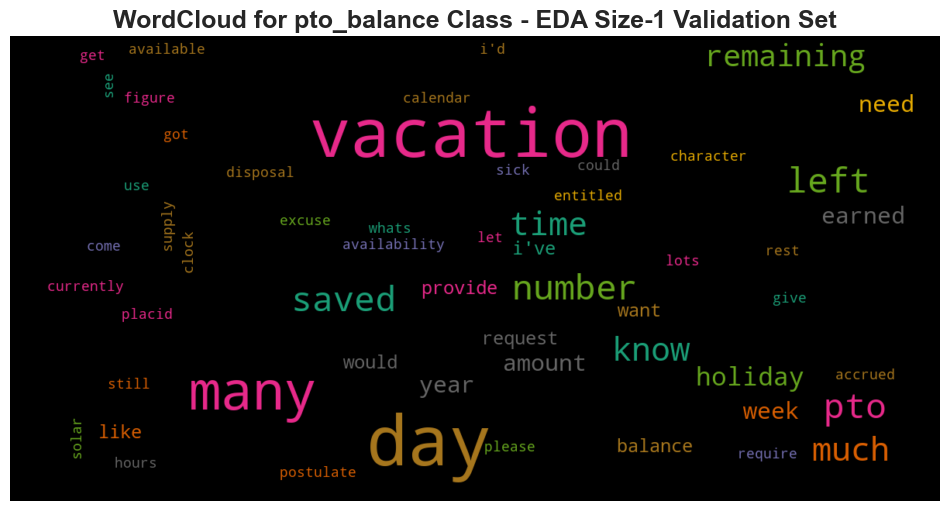 WordCloud for pto_balance Class - EDA Size-1 Validation Set
get
available
i'd
remaining
see
figure
calendar
need
got
vacation
character
disposal
sick
could
left
use
entitled
earned
supply
excuse
whats
time
come
clock
availability
let
i've
rest
lots
currently
saved
provide
number
give
placid
want
request
know
would
amount
holiday
accrued
still
many
year
week
pto
solar
like
day
please
balance
require
much
hours
postulate